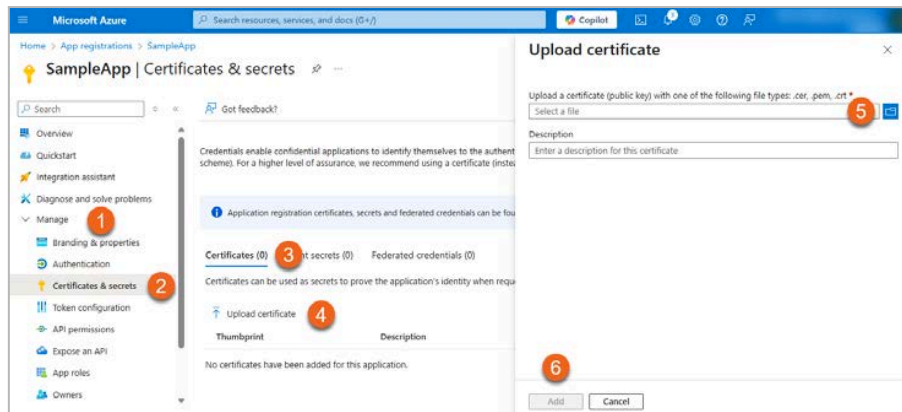 Microsoft Azure
Search resources, services, and docs (G+/)
Copilot
Home > App registrations > SampleApp
SampleApp | Certificates & secrets
Search
Got feedback?
Overview
Quickstart
Integration assistant
Diagnose and solve problems
Manage
1
Branding & properties
Authentication
Certificates & secrets
2
Token configuration
API permissions
Expose an API
App roles
Owners
Credentials enable confidential applications to identify themselves to the authent
scheme). For a higher level of assurance, we recommend using a certificate (inste
Application registration certificates, secrets and federated credentials can be fou
Certificates (0)
3
t secrets (0)
Federated credentials (0)
Certificates can be used as secrets to prove the application's identity when requ
Upload certificate
4
Thumbprint
Description
No certificates have been added for this application.
Upload certificate
Upload a certificate (public key) with one of the following file types: .cer, .pem, .crt *
Select a file
5
Description
Enter a description for this certificate
6
Add
Cancel